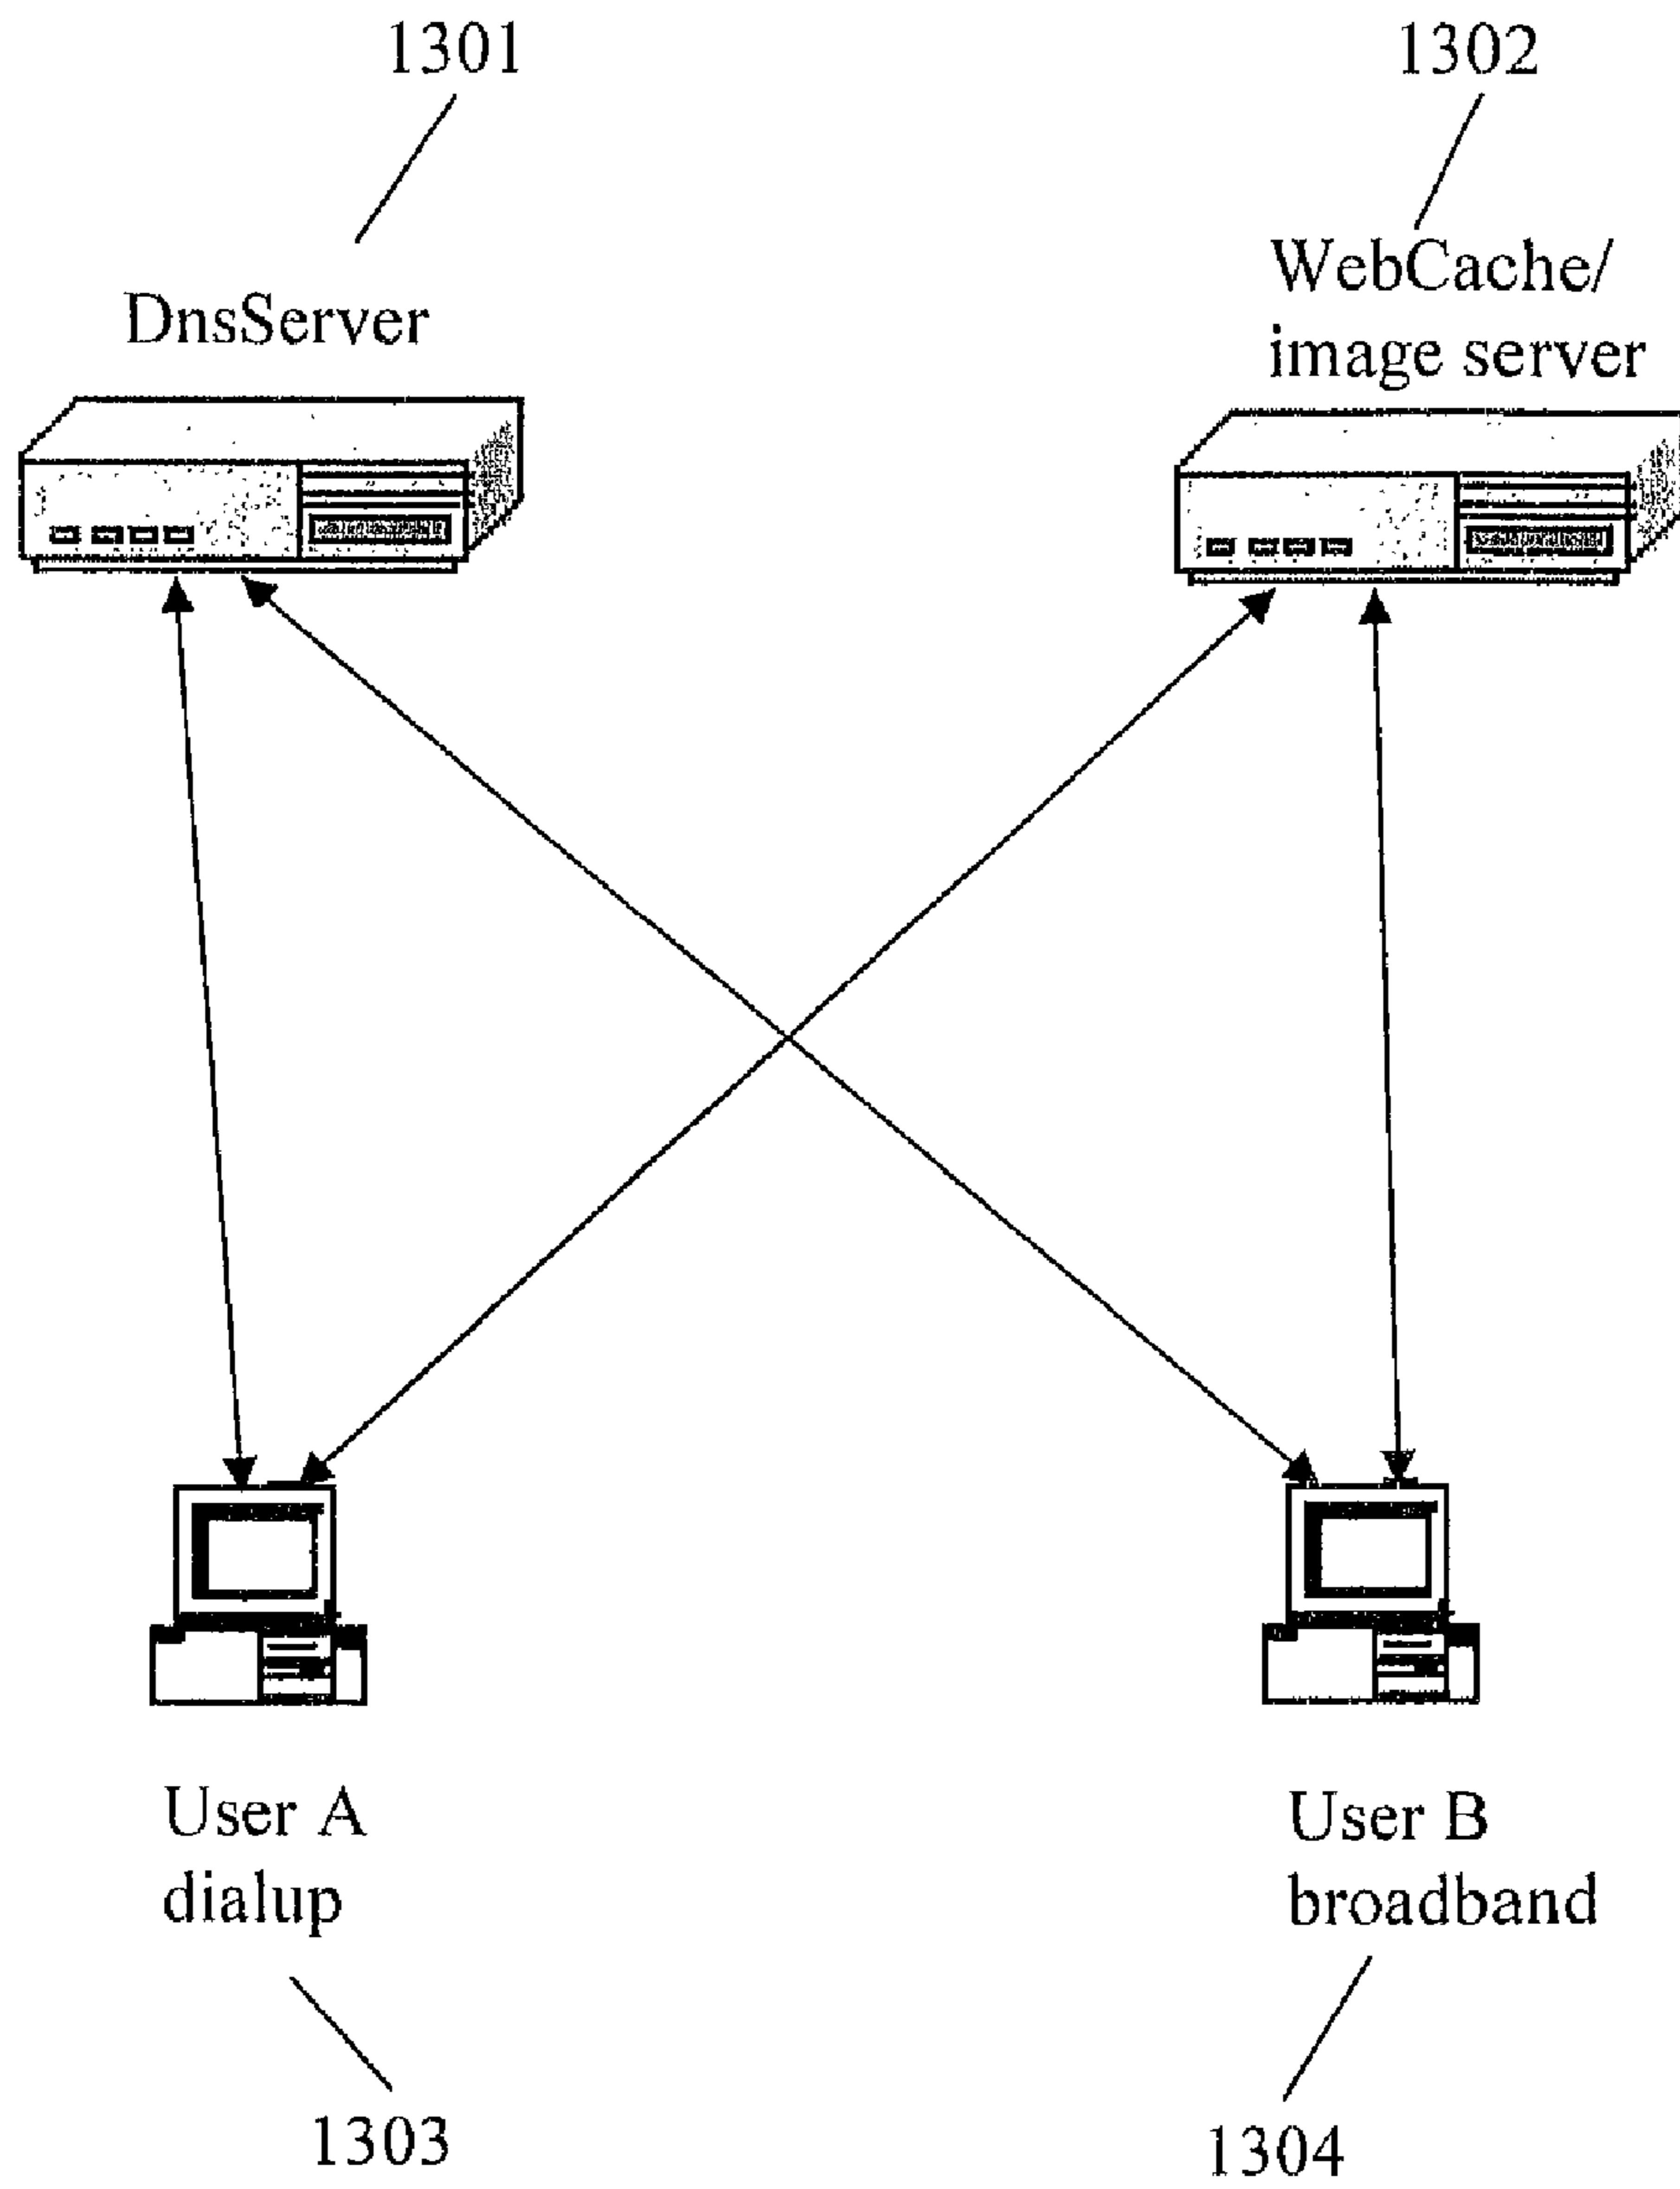 1301
1302
DnsServer
WebCache/
image server
User A
dialup
User B
broadband
1303
1304